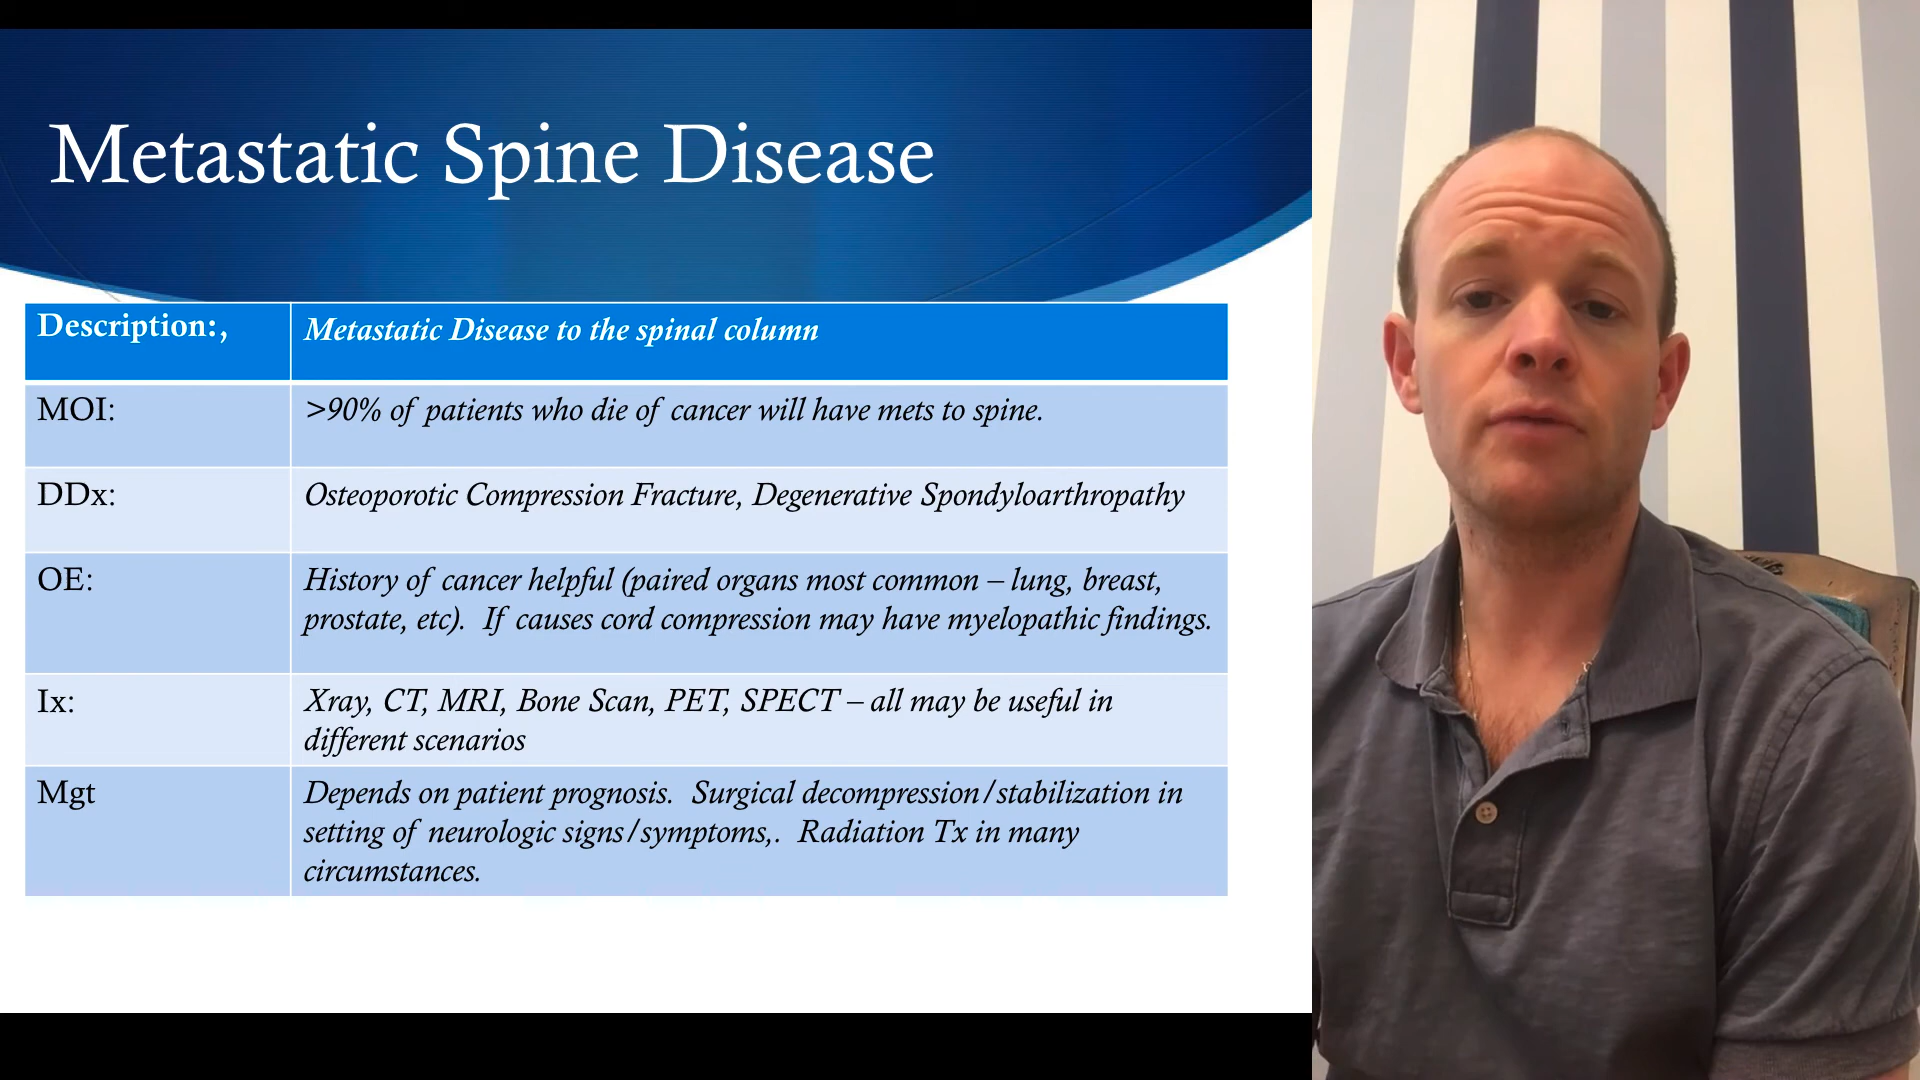 Metastatic Spine Disease
Description:,
Metastatic Disease to the spinal column
MOI:
>90% of patients who die of cancer will have mets to spine.
DDx:
Osteoporotic Compression Fracture, Degenerative Spondyloarthropathy
OE:
History of cancer helpful (paired organs most common – lung, breast,
prostate, etc).  If causes cord compression may have myelopathic findings.
Ix:
Xray, CT, MRI, Bone Scan, PET, SPECT – all may be useful in
different scenarios
Mgt
Depends on patient prognosis.  Surgical decompression/stabilization in
setting of neurologic signs/symptoms,.  Radiation Tx in many
circumstances.